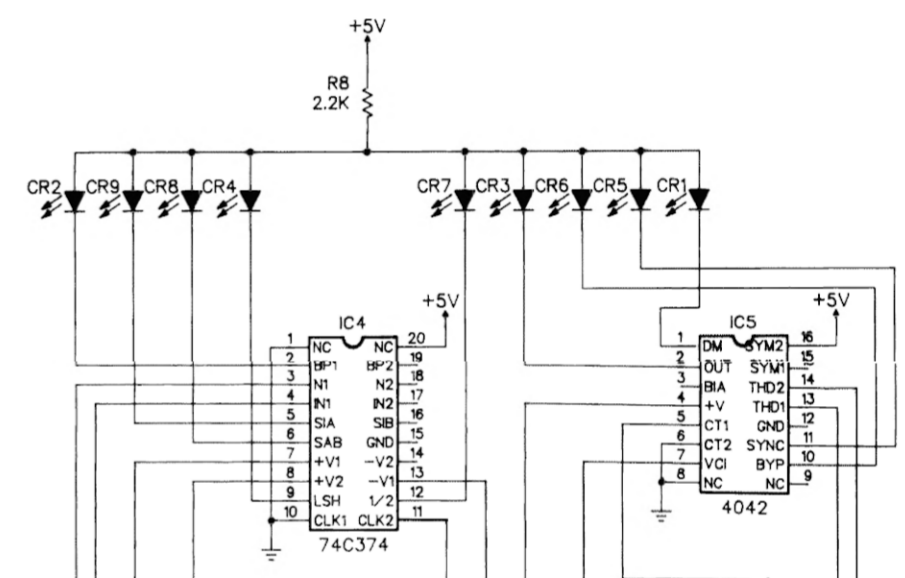 +5V
R8
2.2K
CR2 CR9 CR8 CR4 CR7 CR3 CR6 CR5 CR1
+5V
+5V
IC4
1 NC NC 20
2 BP1 BP2 19
3 N1 N2 18
4 IN1 IN2 17
5 SIA SIB 16
6 SAB GND 15
7 +V1 -V2 14
8 +V2 -V1 13
9 LSH 1/2 12
10 CLK1 CLK2 11
74C374
IC5
1 DM SYM2 16
2 OUT SYM1 15
3 BIA THD2 14
4 +V THD1 13
5 CT1 GND 12
6 CT2 SYNC 11
7 VCI BYP 10
8 NC NC 9
4042